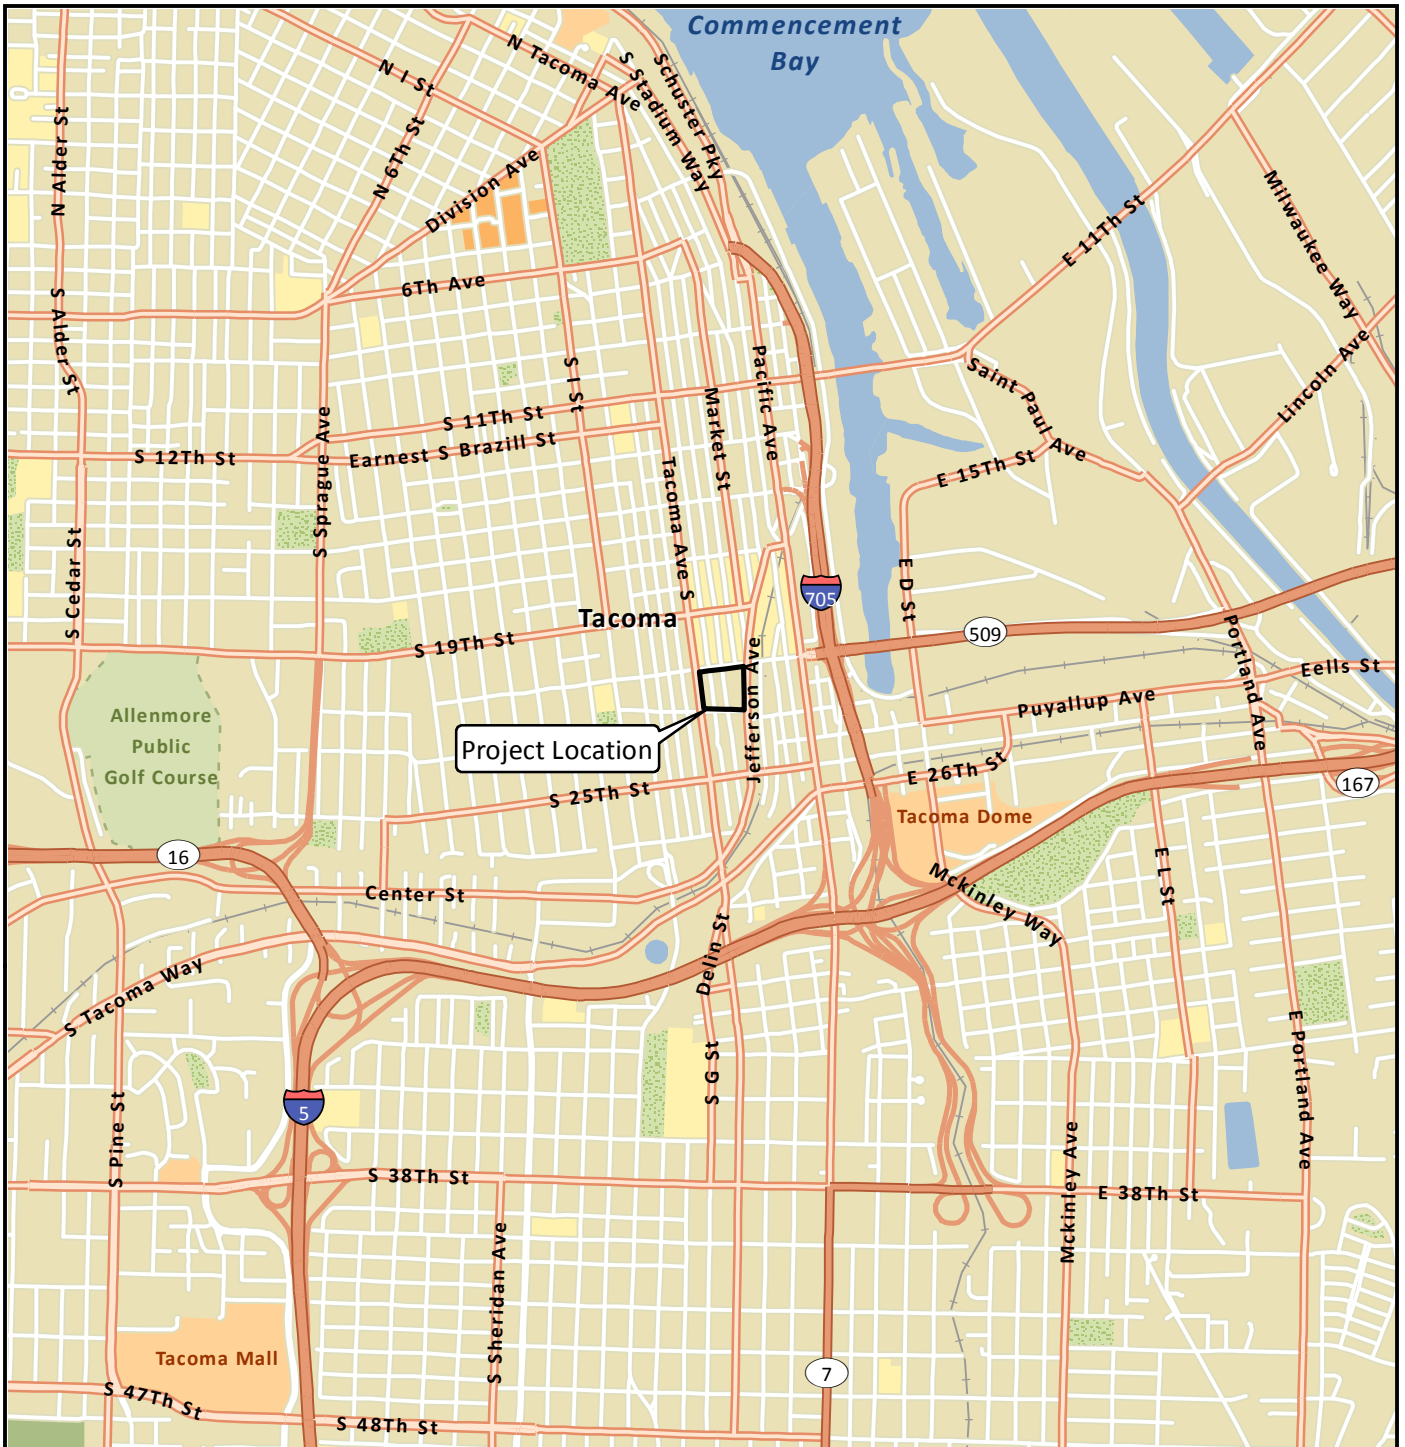 Commencement
Bay
N Tacoma Ave
S Stadium Way
Schuster Pky
N I St
N Alder St
N 6Th St
Division Ave
Milwaukee Way
E 11Th St
6Th Ave
S Alder St
Lincoln Ave
Pacific Ave
S I St
Saint Paul Ave
Market St
S 11Th St
Earnest S Brazill St
S 12Th St
S Spragne Ave
E 15Th St
Tacoma Ave S
S Cedar St
E D St
705
Tacoma
509
S 19Th St
Portland Ave
Jefferson Ave
Eells St
Puyallup Ave
Allenmore
Public
Golf Course
Project Location
E 26Th St
167
S 25Th St
Tacoma Dome
16
E L St
Mckinley Way
Center St
Delin St
S Tacoma Way
E Portland Ave
S G St
5
S Pine St
Mckinley Ave
S 38Th St
E 38Th St
S Sheridan Ave
Tacoma Mall
7
S 47Th St
S 48Th St